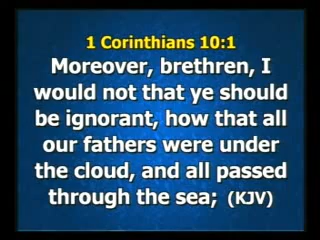 1 Corinthians 10:1
Moreover, brethren, I
would not that ye should
be ignorant, how that all
our fathers were under
the cloud, and all passed
through the sea; (KJV)